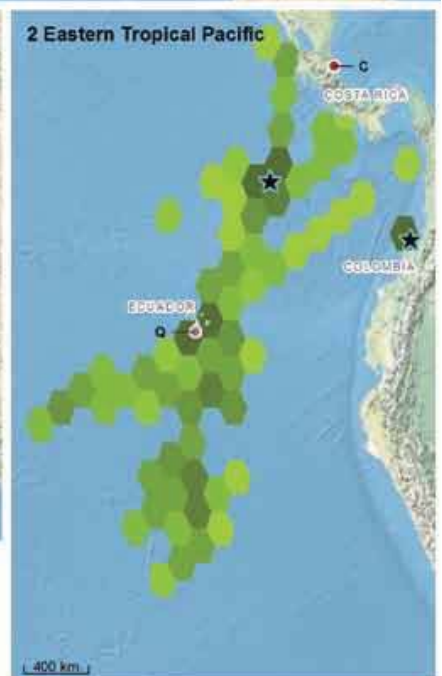 2 Eastern Tropical Pacific
C
COSTA RICA
COLOMBIA
ECUADOR
Q
400 km